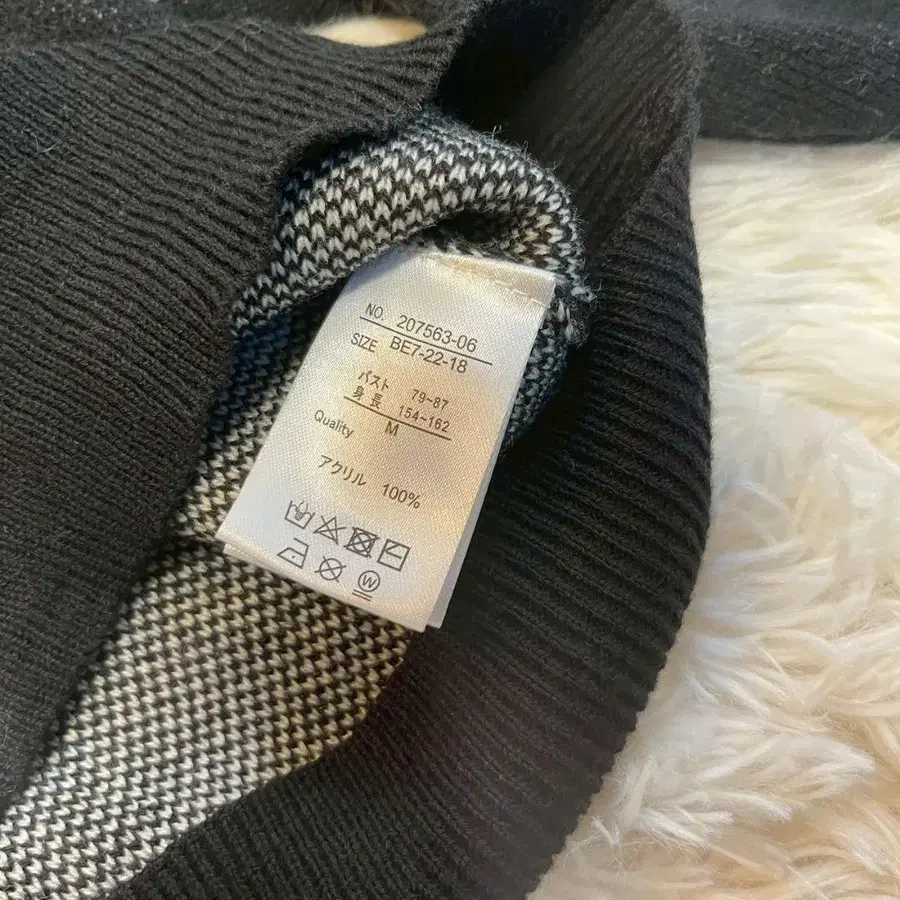 NO. 207563-06
SIZE BE7-22-18
バスト 79~87
身長 154~162
M
Quality
アクリル 100%
W